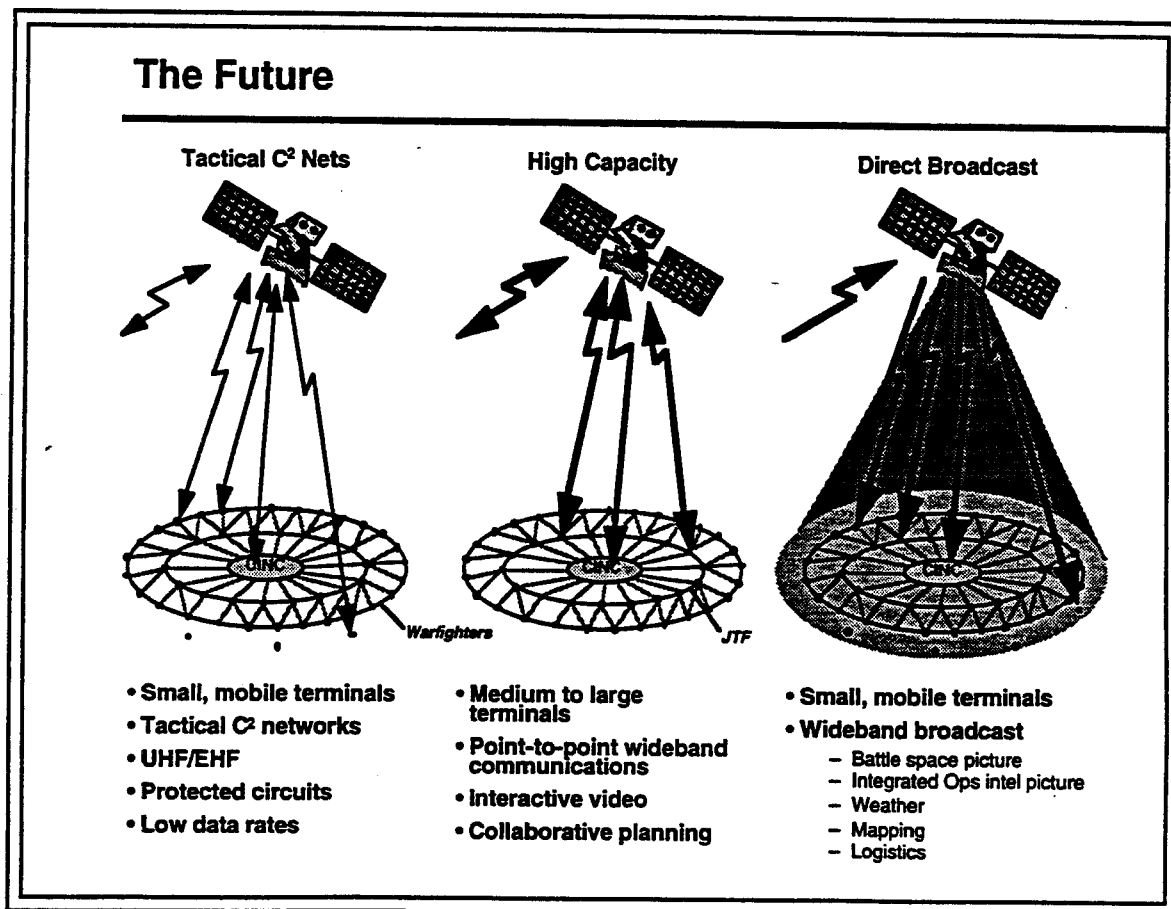 The Future
Tactical C² Nets
CINC
Warfighters
• Small, mobile terminals
• Tactical C² networks
• UHF/EHF
• Protected circuits
• Low data rates
High Capacity
CINC
JTF
• Medium to large
terminals
• Point-to-point wideband
communications
• Interactive video
• Collaborative planning
Direct Broadcast
CINC
• Small, mobile terminals
• Wideband broadcast
– Battle space picture
– Integrated Ops intel picture
– Weather
– Mapping
– Logistics